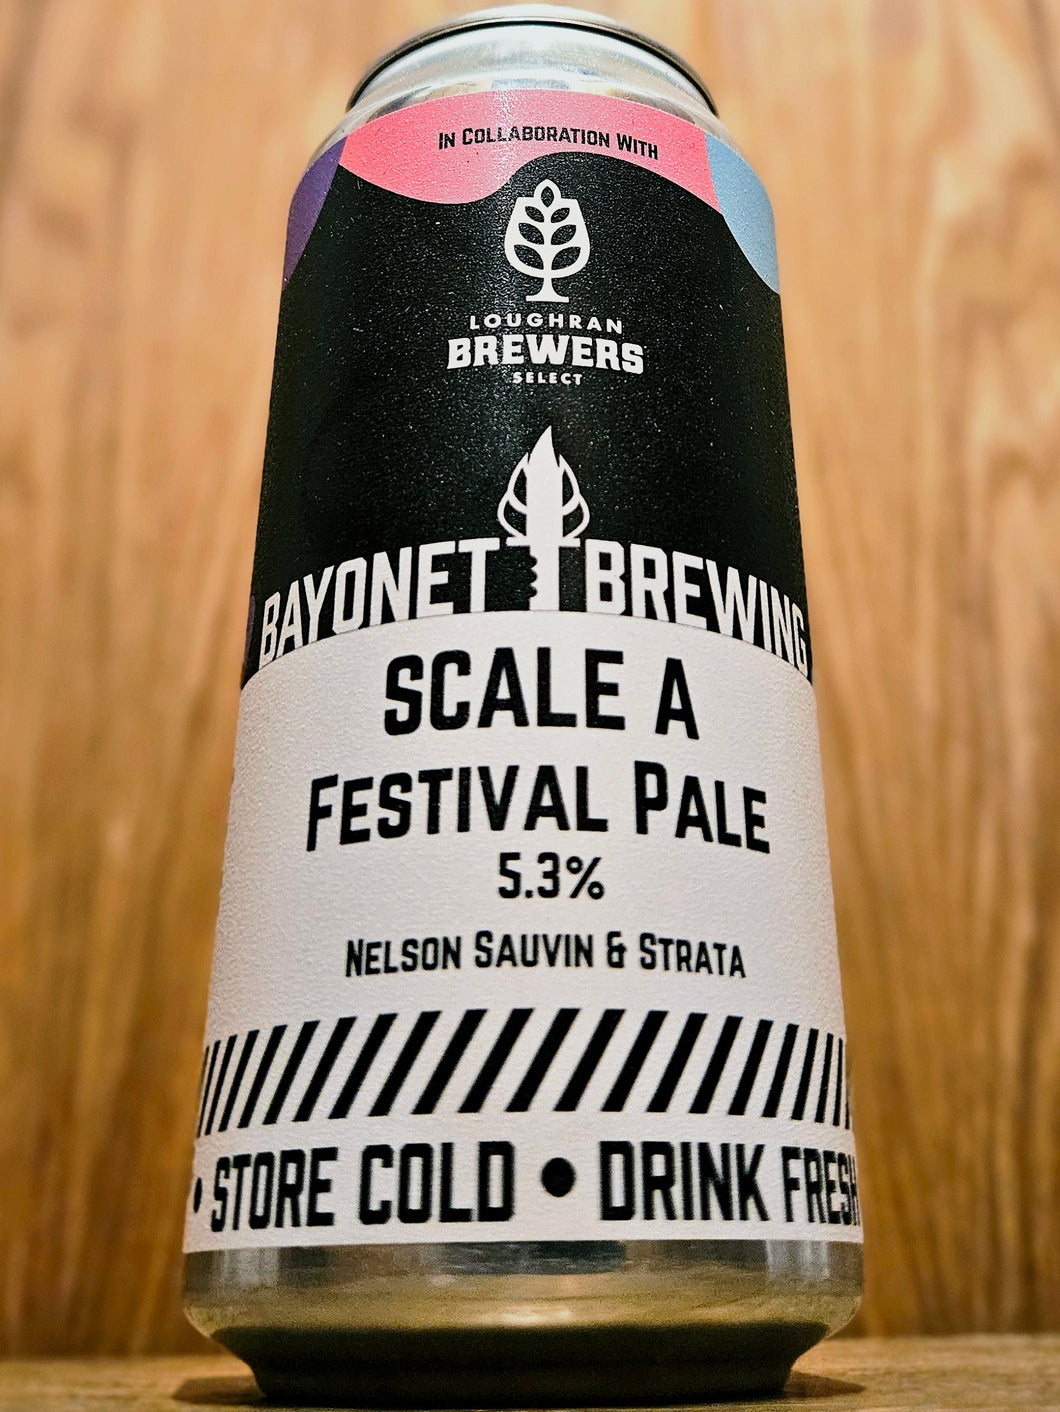 In Collaboration With
LOUGHRAN
BREWERS
SELECT
BAYONET BREWING
SCALE A
Festival Pale
5.3%
Nelson Sauvin & Strata
• STORE COLD • DRINK FRESH